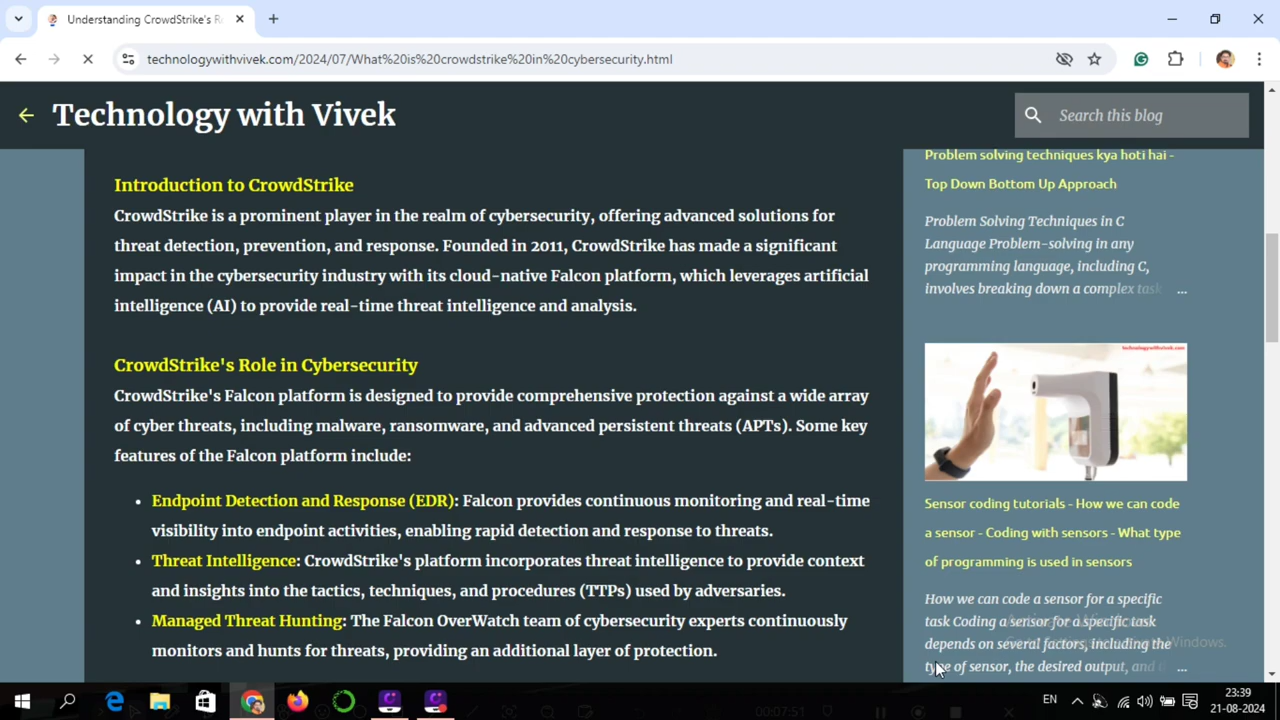 Understanding CrowdStrike's R
technologywithvivek.com/2024/07/What%20is%20crowdstrike%20in%20cybersecurity.html
Technology with Vivek
Search this blog
Introduction to CrowdStrike
CrowdStrike is a prominent player in the realm of cybersecurity, offering advanced solutions for
threat detection, prevention, and response. Founded in 2011, CrowdStrike has made a significant
impact in the cybersecurity industry with its cloud-native Falcon platform, which leverages artificial
intelligence (AI) to provide real-time threat intelligence and analysis.
CrowdStrike's Role in Cybersecurity
CrowdStrike's Falcon platform is designed to provide comprehensive protection against a wide array
of cyber threats, including malware, ransomware, and advanced persistent threats (APTs). Some key
features of the Falcon platform include:
• Endpoint Detection and Response (EDR): Falcon provides continuous monitoring and real-time
visibility into endpoint activities, enabling rapid detection and response to threats.
• Threat Intelligence: CrowdStrike's platform incorporates threat intelligence to provide context
and insights into the tactics, techniques, and procedures (TTPs) used by adversaries.
• Managed Threat Hunting: The Falcon OverWatch team of cybersecurity experts continuously
monitors and hunts for threats, providing an additional layer of protection.
Problem solving techniques kya hoti hai -
Top Down Bottom Up Approach
Problem Solving Techniques in C
Language Problem-solving in any
programming language, including C,
involves breaking down a complex task
...
technologywithvivek.com
Sensor coding tutorials - How we can code
a sensor - Coding with sensors - What type
of programming is used in sensors
How we can code a sensor for a specific
task Coding a sensor for a specific task
depends on several factors, including the
type of sensor, the desired output, and
...
Windows.
EN
23:39
21-08-2024
00:07:51